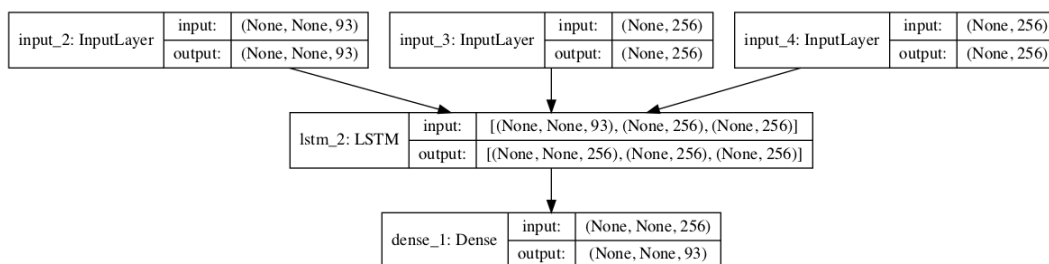 input_2: InputLayer input: (None, None, 93)
output: (None, None, 93)
input_3: InputLayer input: (None, 256)
output: (None, 256)
input_4: InputLayer input: (None, 256)
output: (None, 256)
lstm_2: LSTM input: [(None, None, 93), (None, 256), (None, 256)]
output: [(None, None, 256), (None, 256), (None, 256)]
dense_1: Dense input: (None, None, 256)
output: (None, None, 93)